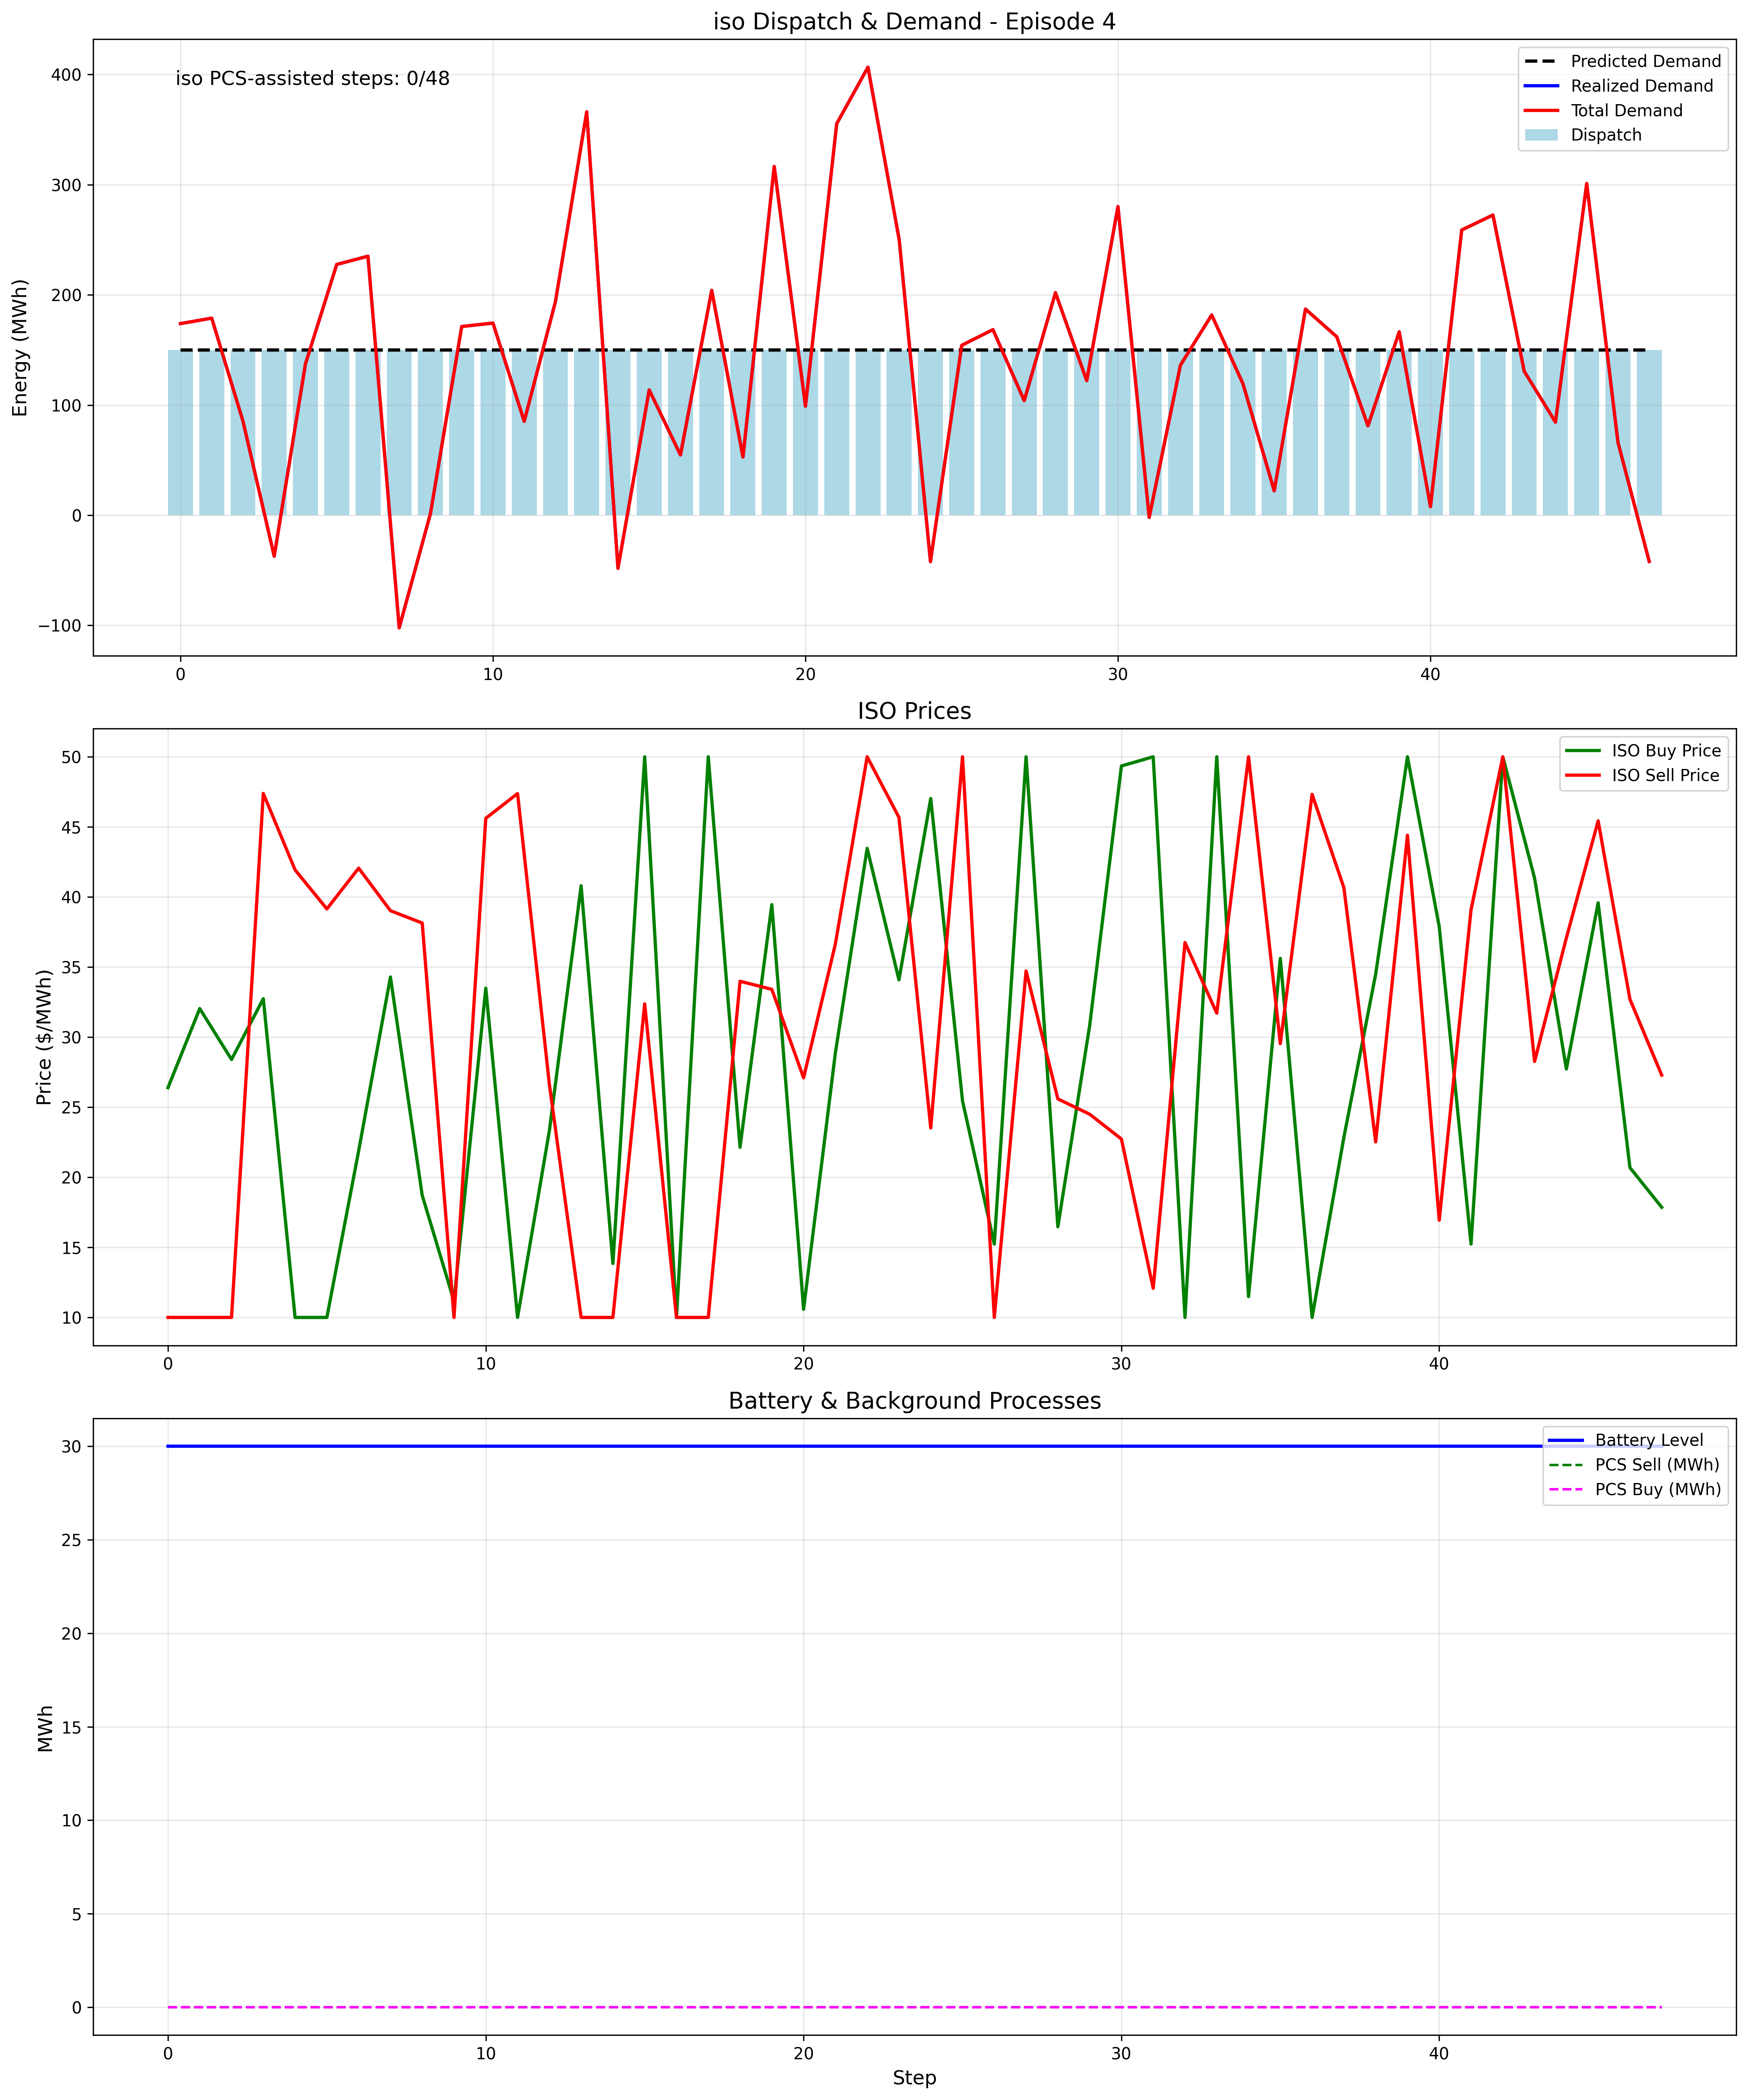 iso Dispatch & Demand - Episode 4
iso PCS-assisted steps: 0/48
Predicted Demand
Realized Demand
Total Demand
Dispatch
Energy (MWh)
400
300
200
100
0
−100
0 10 20 30 40
ISO Prices
ISO Buy Price
ISO Sell Price
Price ($/MWh)
50
45
40
35
30
25
20
15
10
0 10 20 30 40
Battery & Background Processes
Battery Level
PCS Sell (MWh)
PCS Buy (MWh)
MWh
30
25
20
15
10
5
0
0 10 20 30 40
Step